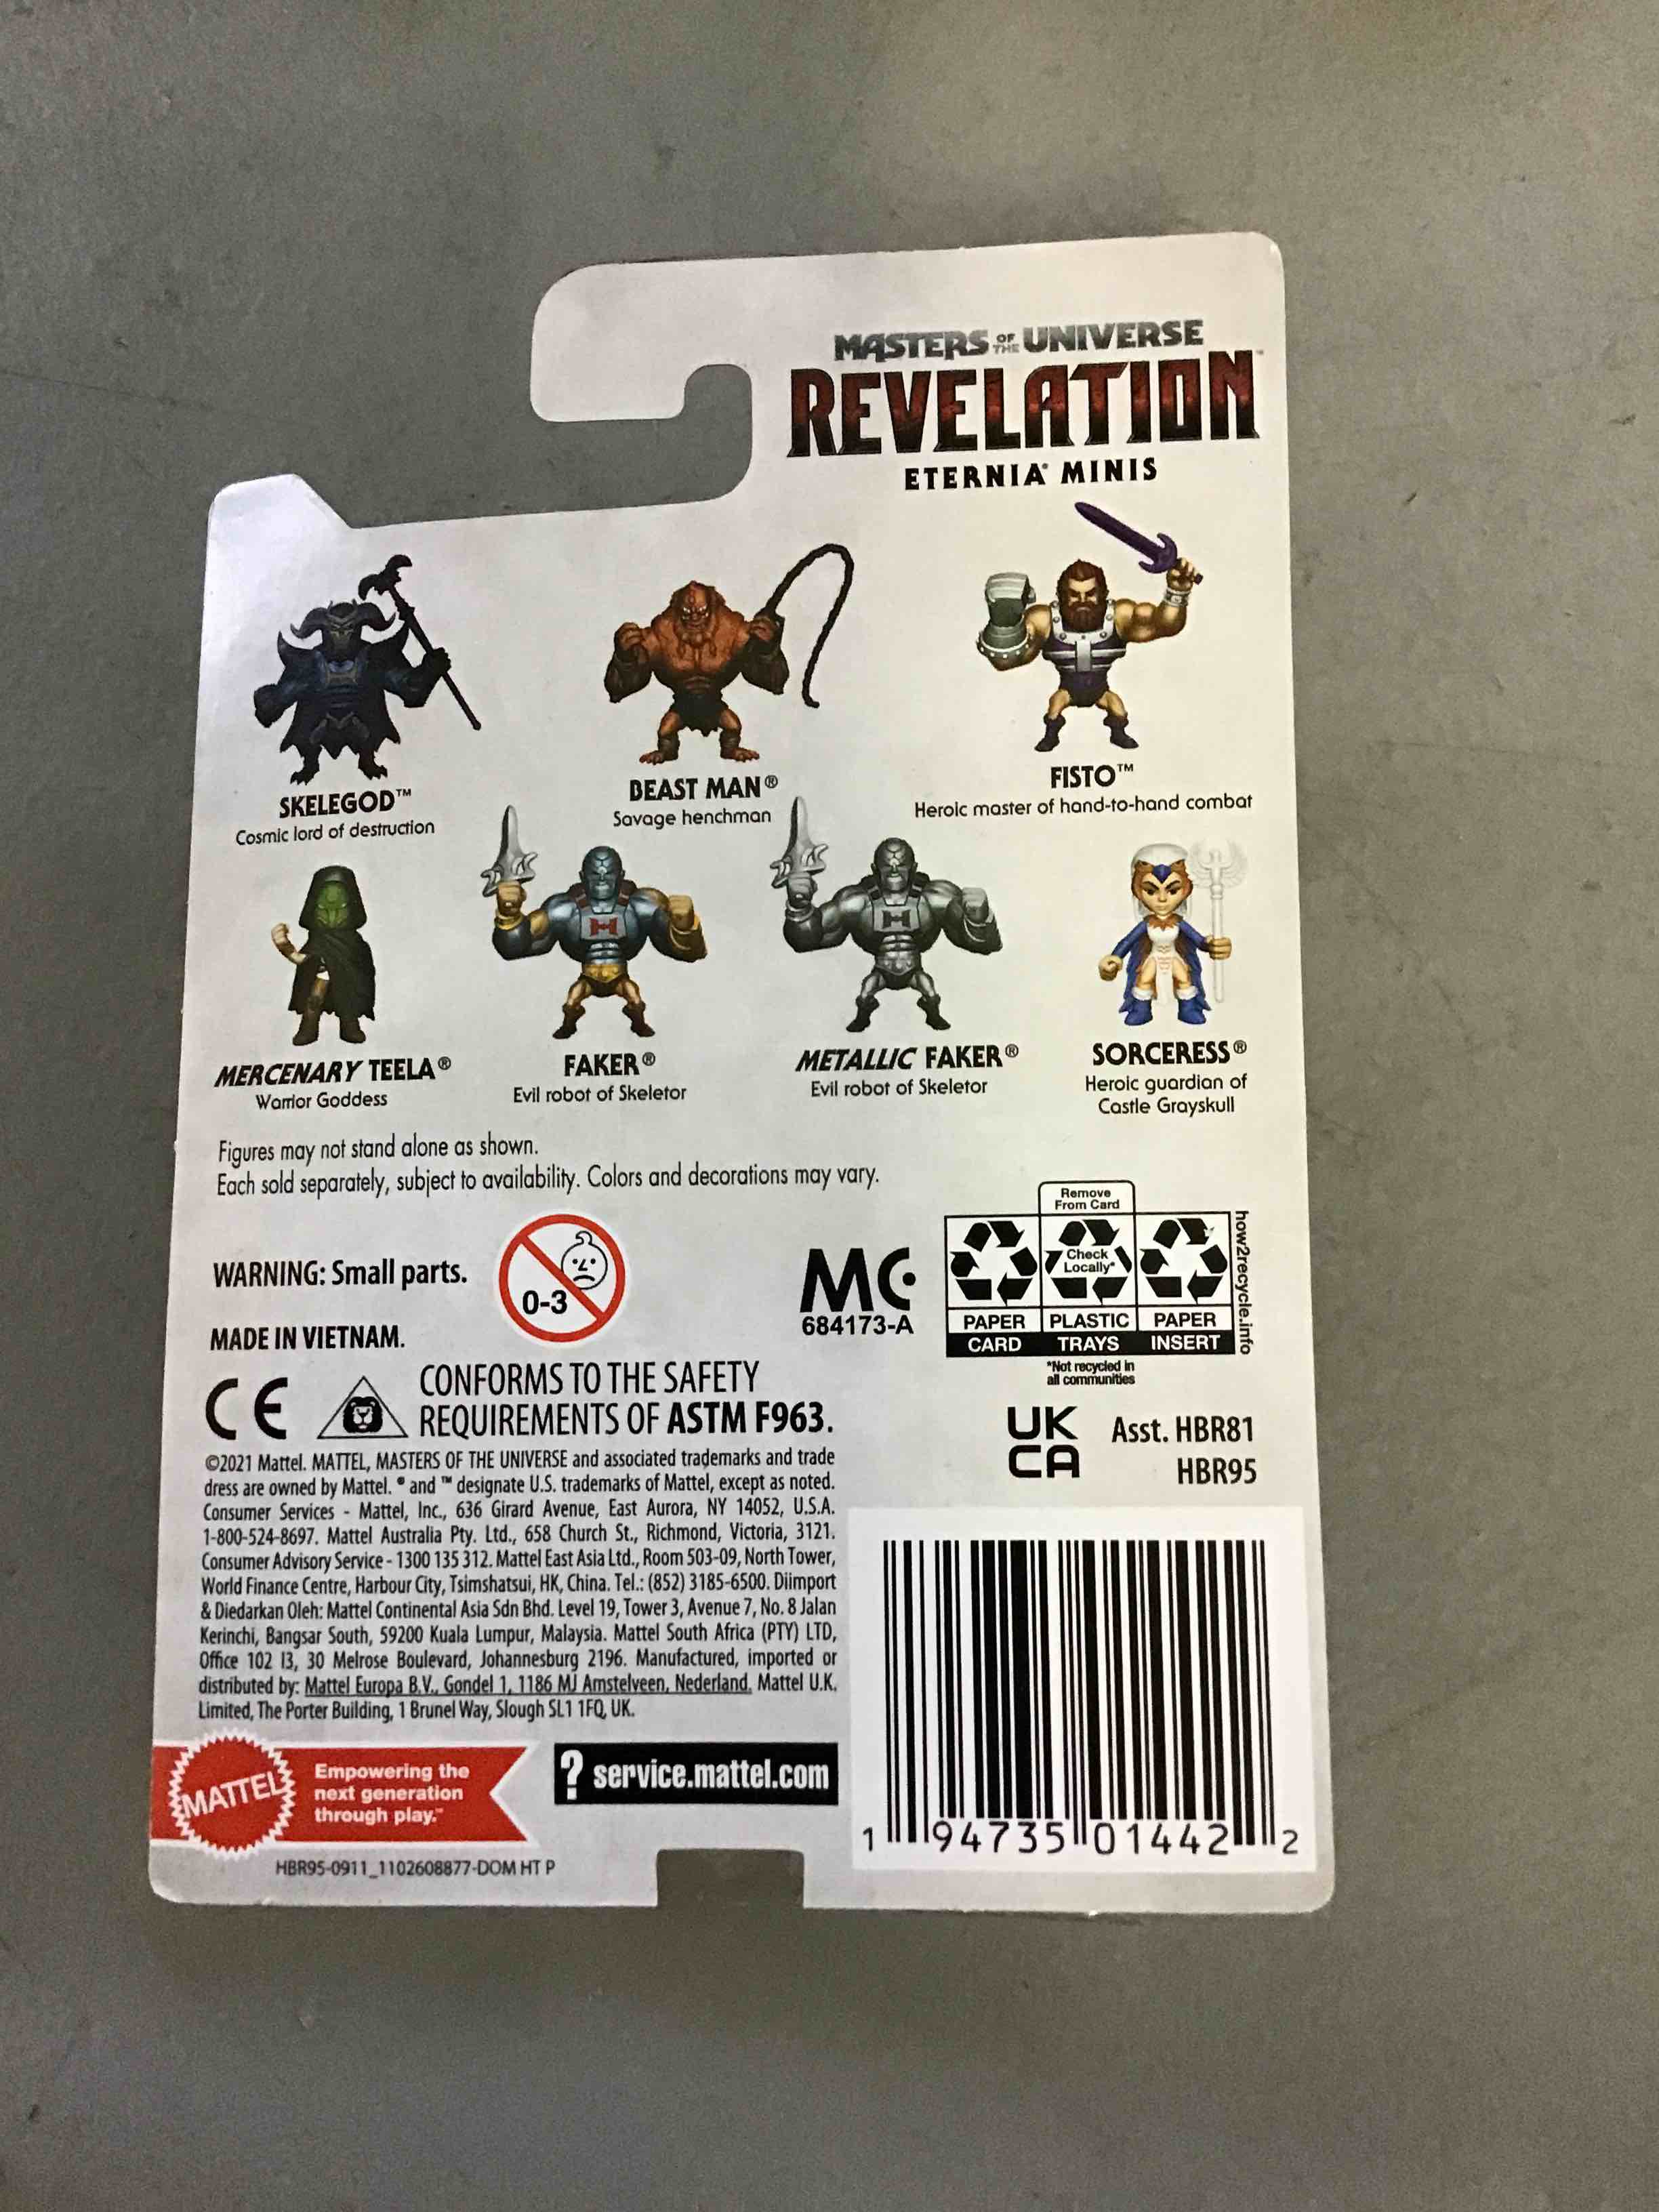 MASTERS OF THE UNIVERSE
REVELATION™
ETERNIA® MINIS
SKELEGOD™
Cosmic lord of destruction
BEAST MAN®
Savage henchman
FISTO™
Heroic master of hand-to-hand combat
MERCENARY TEELA®
Warrior Goddess
FAKER®
Evil robot of Skeletor
METALLIC FAKER®
Evil robot of Skeletor
SORCERESS®
Heroic guardian of
Castle Grayskull
Figures may not stand alone as shown.
Each sold separately, subject to availability. Colors and decorations may vary.
WARNING: Small parts.
0-3
MADE IN VIETNAM.
MC
684173-A
Remove
From Card
Check
Locally*
PAPER PLASTIC PAPER
CARD TRAYS INSERT
how2recycle.info
*Not recycled in
all communities
CE
CONFORMS TO THE SAFETY
REQUIREMENTS OF ASTM F963.
UK
CA
Asst. HBR81
HBR95
©2021 Mattel. MATTEL, MASTERS OF THE UNIVERSE and associated trademarks and trade
dress are owned by Mattel. ® and ™ designate U.S. trademarks of Mattel, except as noted.
Consumer Services - Mattel, Inc., 636 Girard Avenue, East Aurora, NY 14052, U.S.A.
1-800-524-8697. Mattel Australia Pty. Ltd., 658 Church St., Richmond, Victoria, 3121.
Consumer Advisory Service - 1300 135 312. Mattel East Asia Ltd., Room 503-09, North Tower,
World Finance Centre, Harbour City, Tsimshatsui, HK, China. Tel.: (852) 3185-6500. Diimport
& Diedarkan Oleh: Mattel Continental Asia Sdn Bhd. Level 19, Tower 3, Avenue 7, No. 8 Jalan
Kerinchi, Bangsar South, 59200 Kuala Lumpur, Malaysia. Mattel South Africa (PTY) LTD,
Office 102 I3, 30 Melrose Boulevard, Johannesburg 2196. Manufactured, imported or
distributed by: Mattel Europa B.V., Gondel 1, 1186 MJ Amstelveen, Nederland. Mattel U.K.
Limited, The Porter Building, 1 Brunel Way, Slough SL1 1FQ, UK.
MATTEL
Empowering the
next generation
through play.™
? service.mattel.com
1 94735 01442 2
HBR95-0911_1102608877-DOM HT P